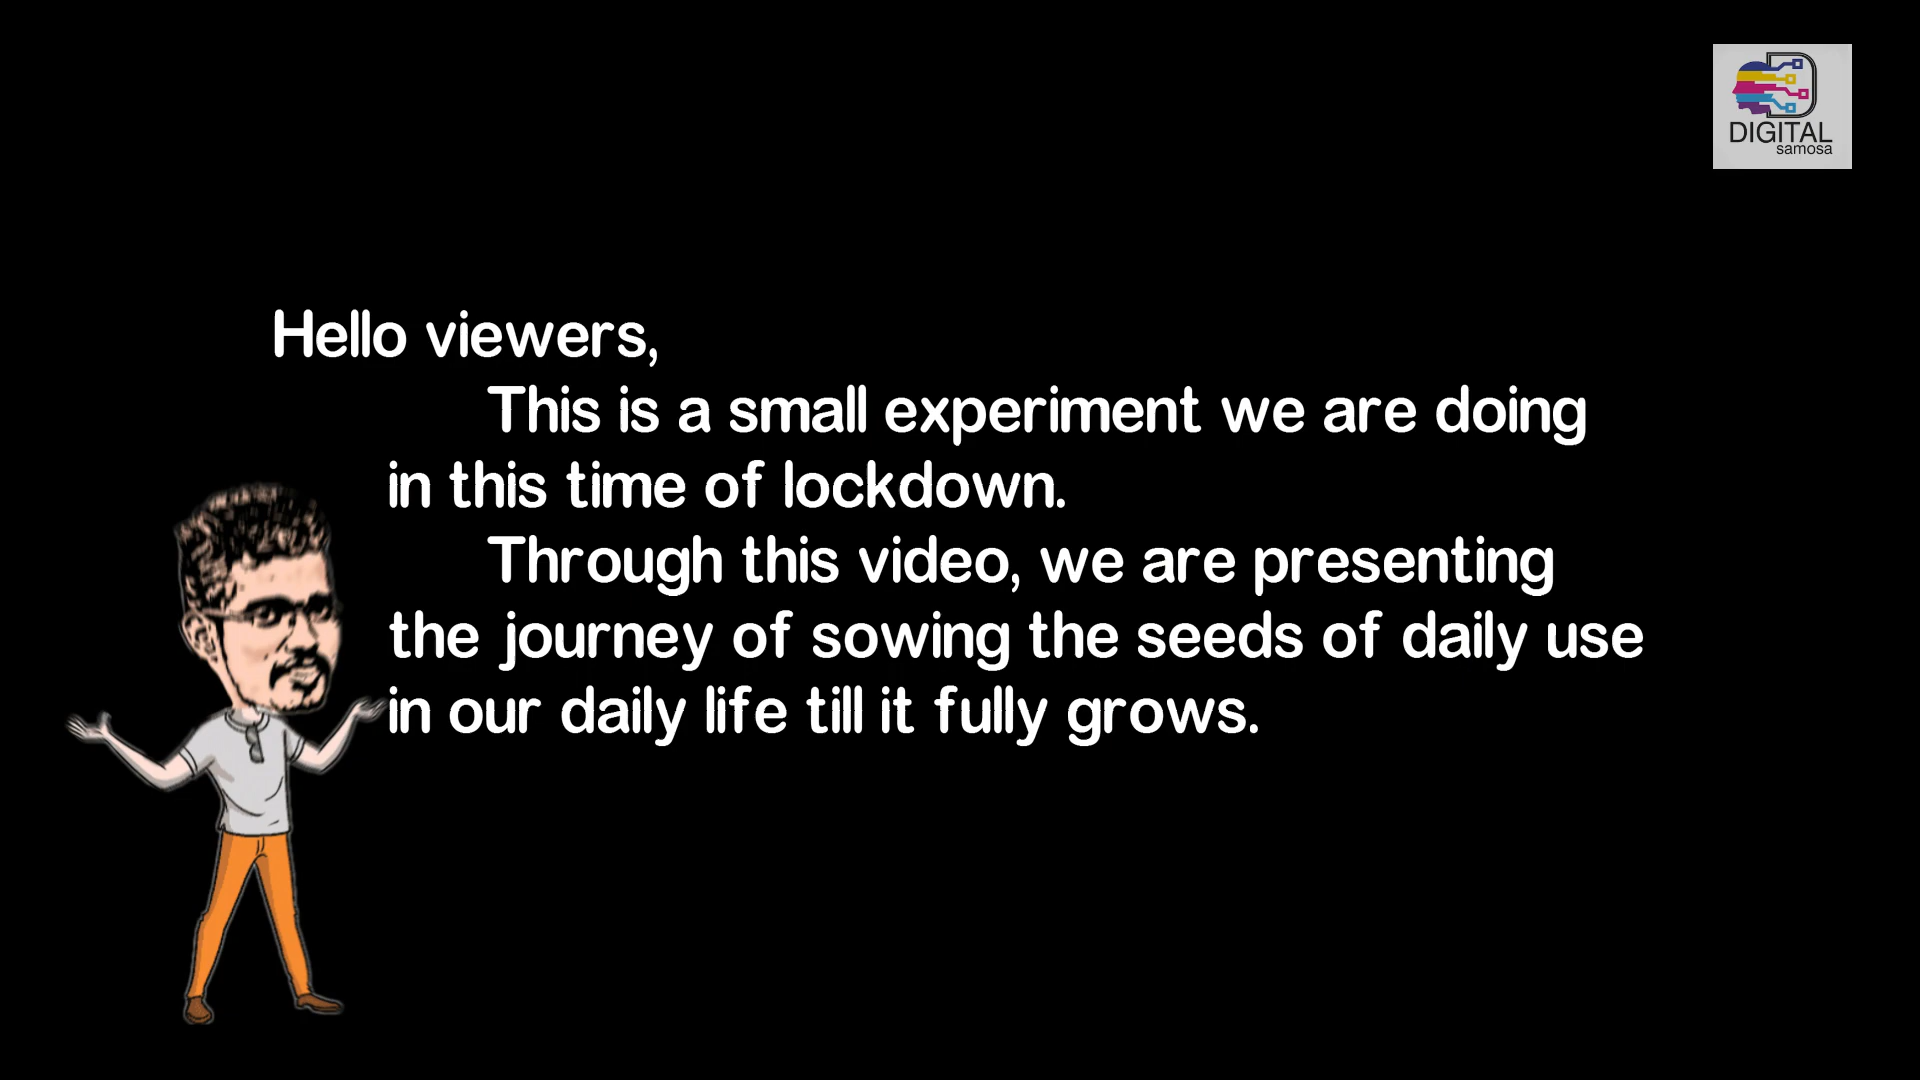 DIGITAL
samosa
Hello viewers,
This is a small experiment we are doing
in this time of lockdown.
Through this video, we are presenting
the journey of sowing the seeds of daily use
in our daily life till it fully grows.